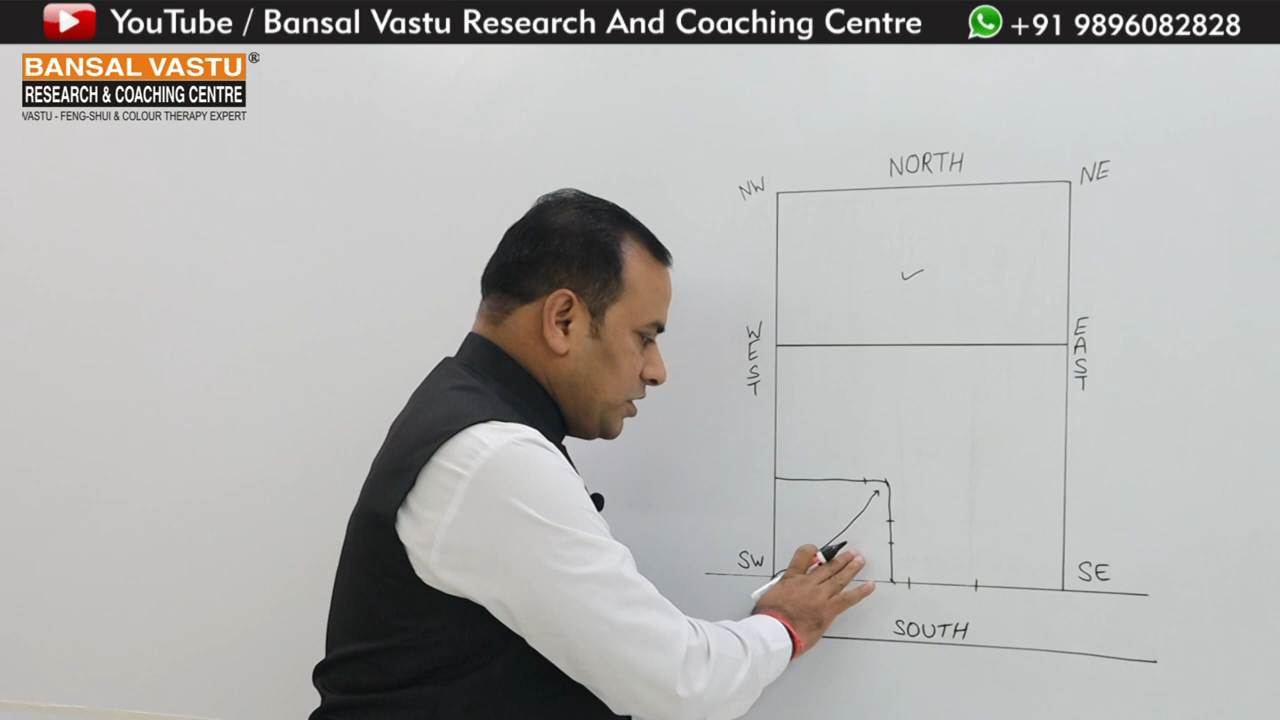 YouTube / Bansal Vastu Research And Coaching Centre +91 9896082828
BANSAL VASTU ®
RESEARCH & COACHING CENTRE
VASTU - FENG-SHUI & COLOUR THERAPY EXPERT
NW NORTH NE
WEST
EAST
SW
SE
SOUTH